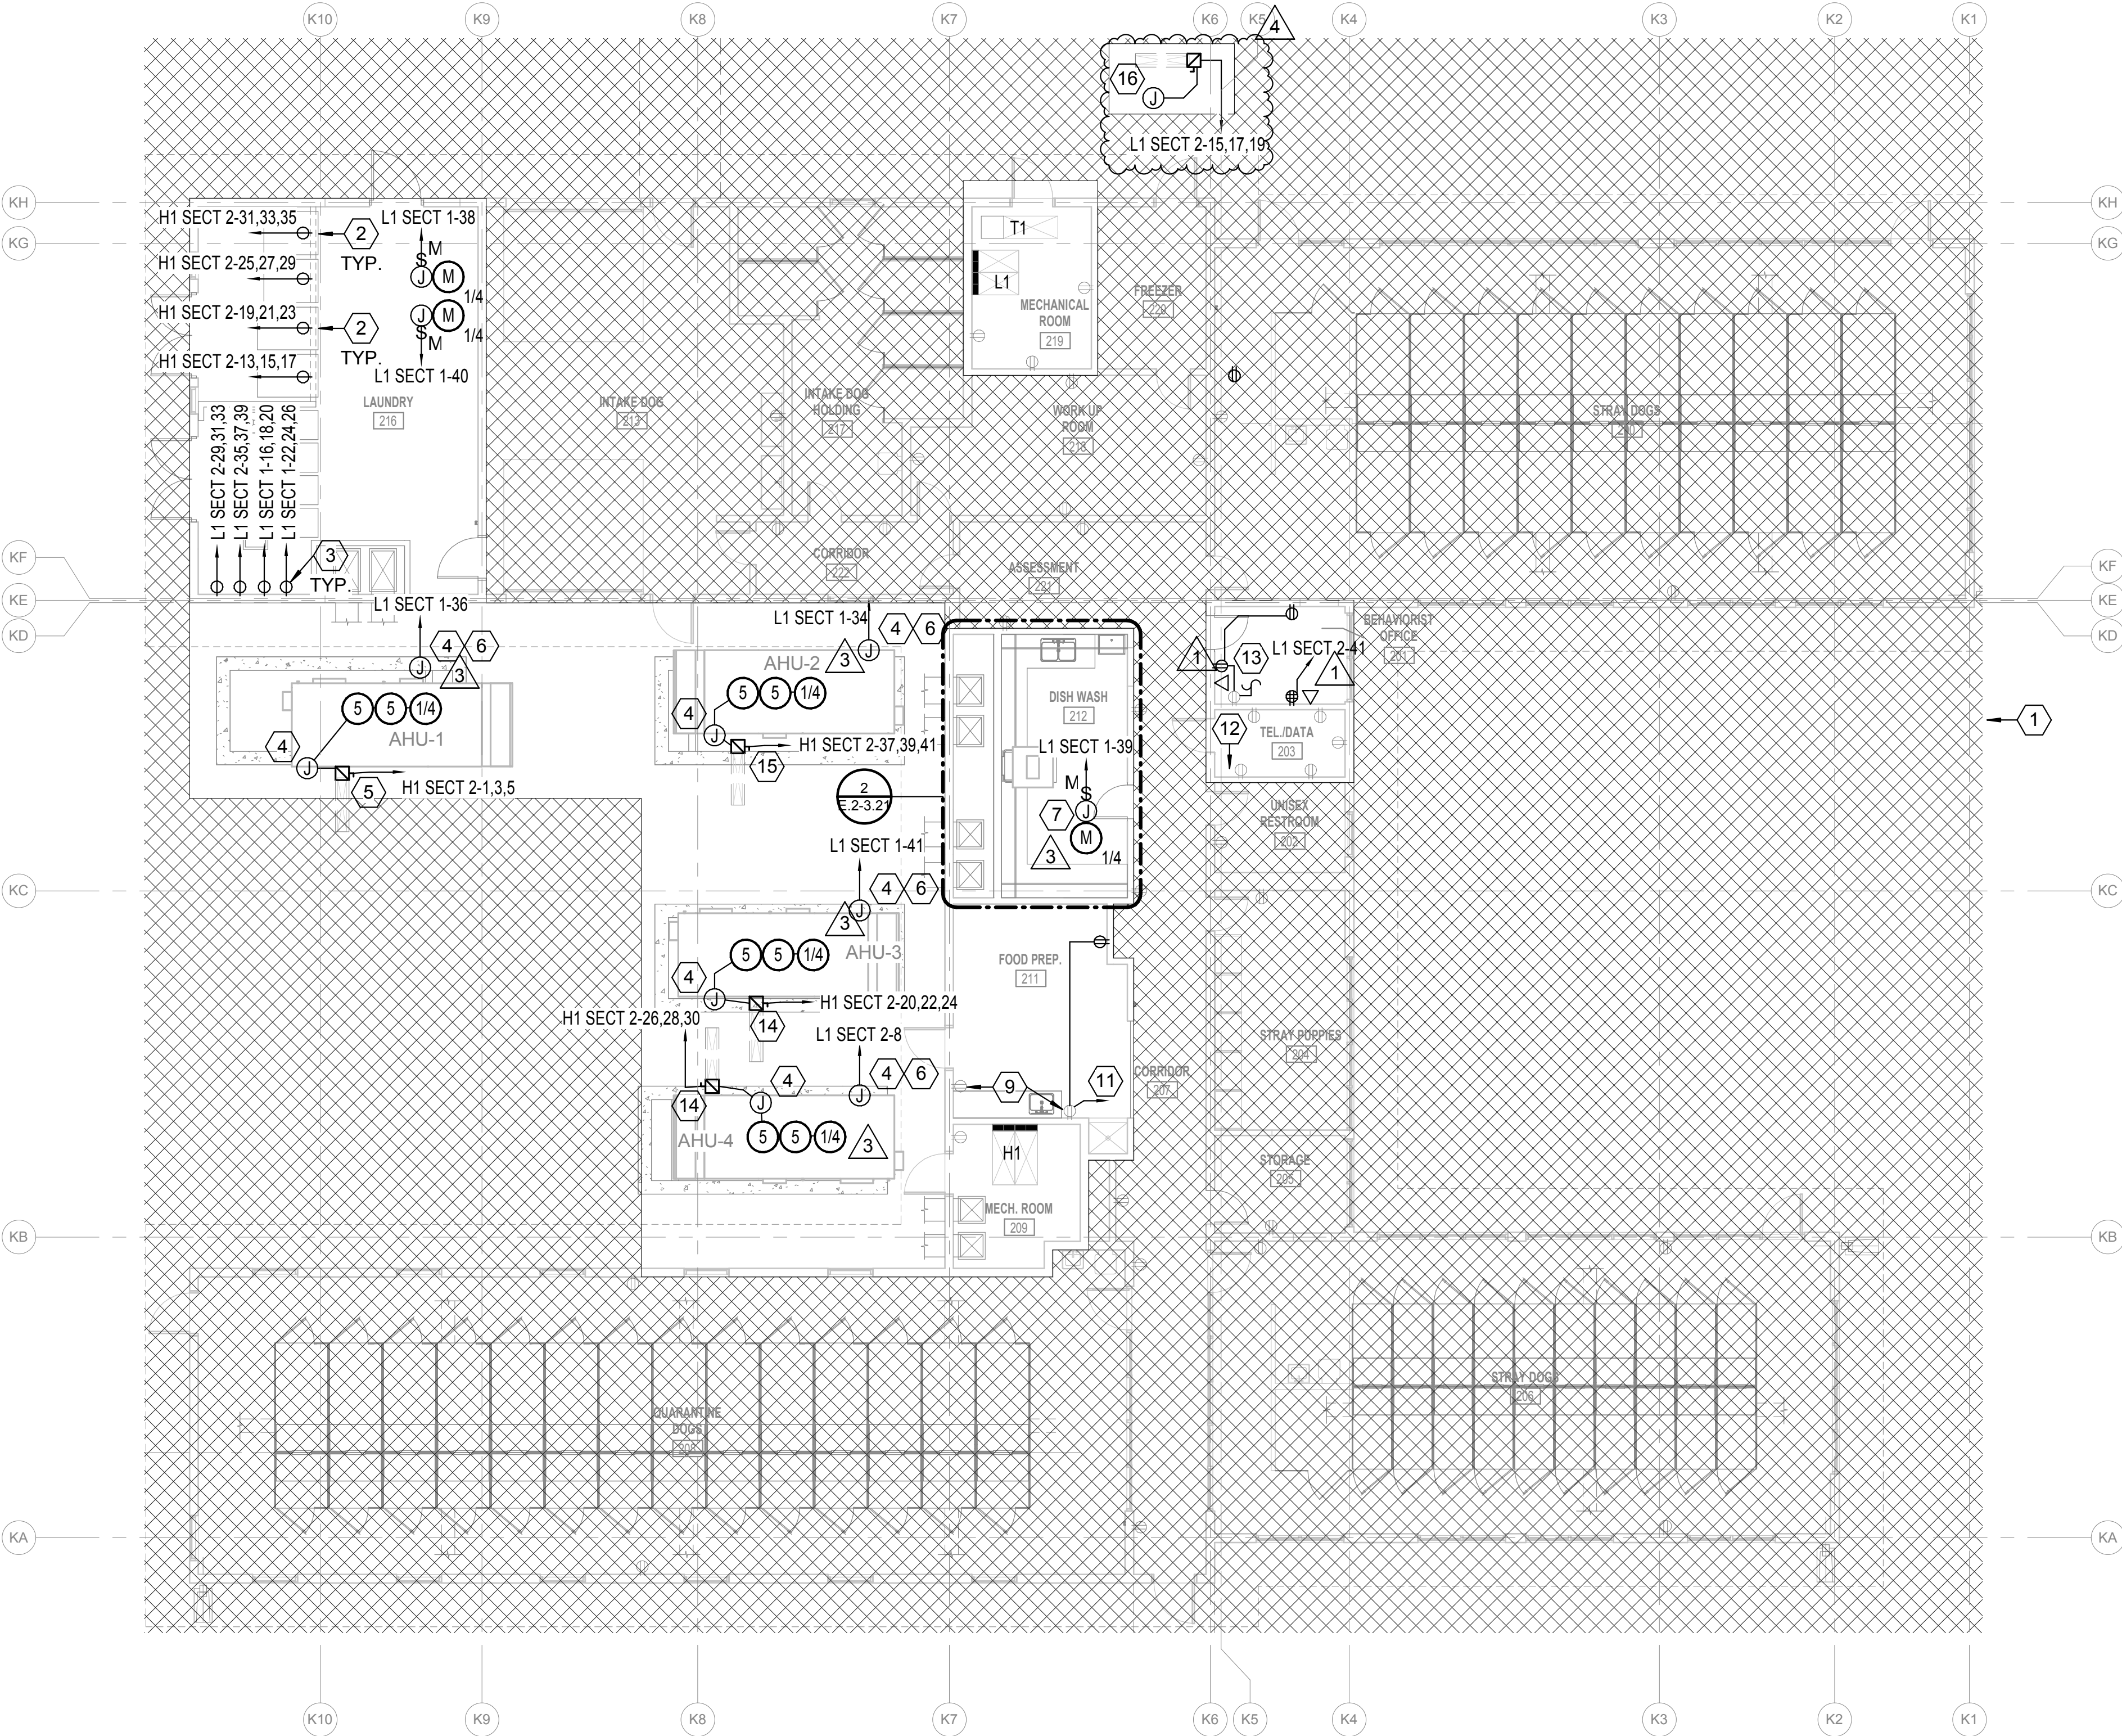 K10
K9
K8
K7
K6
K5
K4
K3
K2
K1
4
16
J
L1 SECT 2-15,17,19
KH
KH
KG
KG
H1 SECT 2-31,33,35
2
TYP.
L1 SECT 1-38
M
$
J
M
1/4
H1 SECT 2-25,27,29
H1 SECT 2-19,21,23
2
TYP.
J
M
$
M
1/4
L1 SECT 1-40
H1 SECT 2-13,15,17
LAUNDRY
216
T1
L1
MECHANICAL
ROOM
219
FREEZER
220
INTAKE DOG
213
INTAKE DOG
HOLDING
217
WORK UP
ROOM
218
STRAY DOGS
L1 SECT 2-29,31,33
L1 SECT 2-35,37,39
L1 SECT 1-16,18,20
L1 SECT 1-22,24,26
3
TYP.
CORRIDOR
222
ASSESSMENT
221
KF
KE
KD
KF
KE
KD
L1 SECT 1-36
4
6
J
3
5
5
1/4
AHU-1
4
J
5
H1 SECT 2-1,3,5
L1 SECT 1-34
4
6
J
AHU-2
3
5
5
1/4
4
J
15
H1 SECT 2-37,39,41
2
E.2-3.21
DISH WASH
212
L1 SECT 1-39
M
$
7
J
M
3
1/4
BEHAVIORIST
OFFICE
201
1
13
L1 SECT 2-41
1
12
TEL./DATA
203
1
UNISEX
RESTROOM
202
L1 SECT 1-41
4
6
KC
KC
3
J
5
5
1/4
AHU-3
4
J
14
H1 SECT 2-20,22,24
H1 SECT 2-26,28,30
L1 SECT 2-8
4
6
J
14
4
J
5
5
1/4
3
AHU-4
FOOD PREP.
211
9
11
CORRIDOR
207
STRAY PUPPIES
204
H1
STORAGE
205
MECH. ROOM
209
KB
KB
QUARANTINE
DOGS
208
STRAY DOGS
206
KA
KA
K10
K9
K8
K7
K6
K5
K4
K3
K2
K1